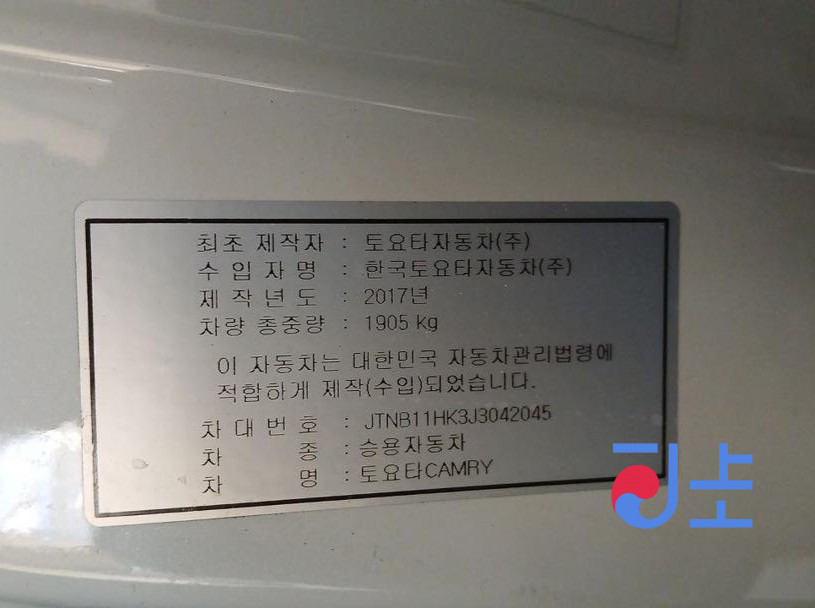 최초 제작자 : 토요타자동차(주)
수 입 자 명 : 한국토요타자동차(주)
제 작 년 도 : 2017년
차량 총중량 : 1905 kg
이 자동차는 대한민국 자동차관리법령에
적합하게 제작(수입)되었습니다.
차 대 번 호 : JTNB11HK3J3042045
차 종 : 승용자동차
차 명 : 토요타CAMRY